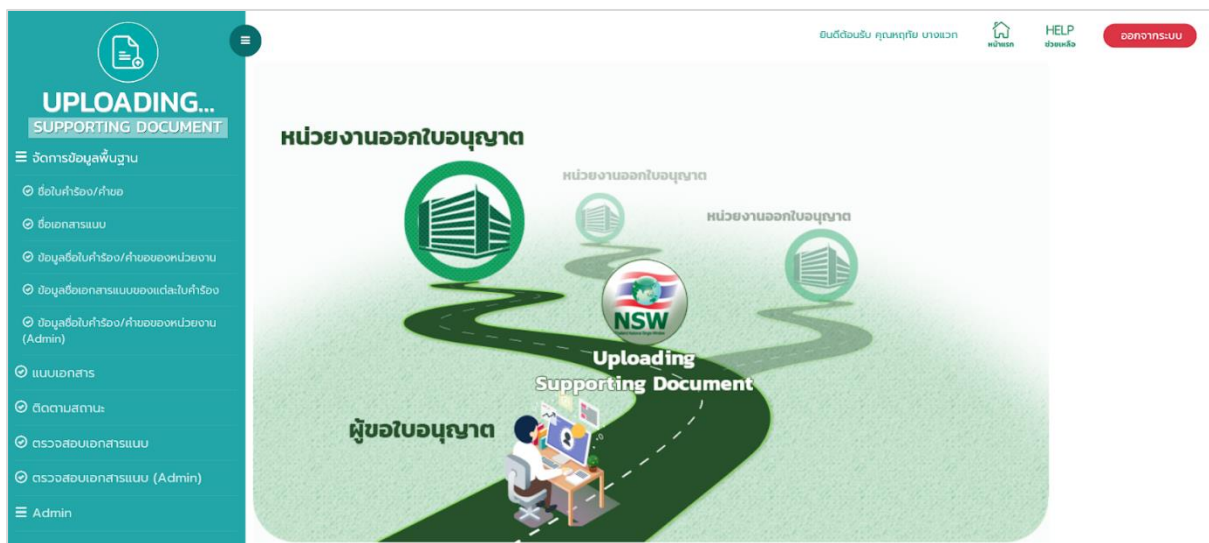 ยินดีต้อนรับ คุณหฤทัย บางแวก
หน้าแรก
HELP
ช่วยเหลือ
ออกจากระบบ
UPLOADING...
SUPPORTING DOCUMENT
จัดการข้อมูลพื้นฐาน
ชื่อใบคำร้อง/คำขอ
ชื่อเอกสารแนบ
ข้อมูลชื่อใบคำร้อง/คำขอของหน่วยงาน
ข้อมูลชื่อเอกสารแนบของแต่ละใบคำร้อง
ข้อมูลชื่อใบคำร้อง/คำขอของหน่วยงาน
(Admin)
แนบเอกสาร
ติดตามสถานะ
ตรวจสอบเอกสารแนบ
ตรวจสอบเอกสารแนบ (Admin)
Admin
หน่วยงานออกใบอนุญาต
หน่วยงานออกใบอนุญาต
หน่วยงานออกใบอนุญาต
NSW
Uploading
Supporting Document
ผู้ขอใบอนุญาต